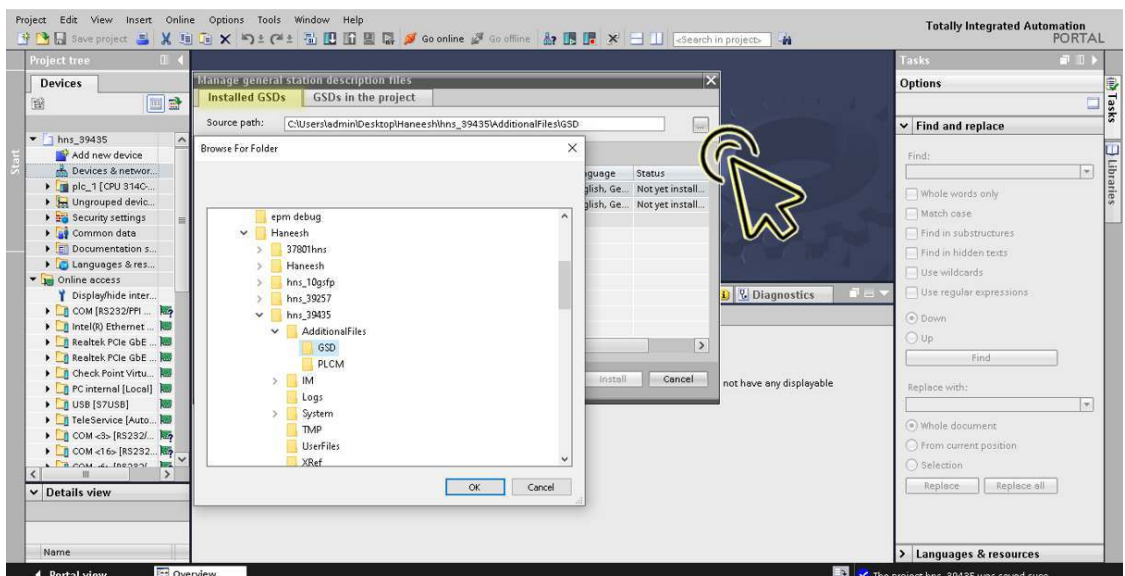 Project Edit View Insert Online Options Tools Window Help
Totally Integrated Automation
PORTAL
Save project
Go online
Go offline
<Search in project>
Project tree
Devices
hns_39435
Add new device
Devices & networ...
plc_1 [CPU 314C-...
Ungrouped devic...
Security settings
Common data
Documentation s...
Languages & res...
Online access
Display/hide inter...
COM [RS232/PPI ...
Intel(R) Ethernet ...
Realtek PCIe GbE ...
Realtek PCIe GbE ...
Check Point Virtu...
PC internal [Local]
USB [S7USB]
TeleService [Auto...
COM <3> [RS232/...
COM <16> [RS232...
Details view
Name
Start
Manage general station description files
Installed GSDs
GSDs in the project
Source path: C:\Users\admin\Desktop\Haneesh\hns_39435\AdditionalFiles\GSD
Status
glish, Ge... Not yet install...
glish, Ge... Not yet install...
Install
Cancel
Browse For Folder
epm debug
Haneesh
37801hns
Haneesh
hns_10gsfp
hns_39257
hns_39435
AdditionalFiles
GSD
PLCM
IM
Logs
System
TMP
UserFiles
XRef
OK
Cancel
Diagnostics
not have any displayable
Tasks
Options
Find and replace
Find:
Whole words only
Match case
Find in substructures
Find in hidden texts
Use wildcards
Use regular expressions
Down
Up
Find
Replace with:
Whole document
From current position
Selection
Replace
Replace all
Languages & resources
Tasks
Libraries
Portal view
Overview
The project hns_39435 was saved